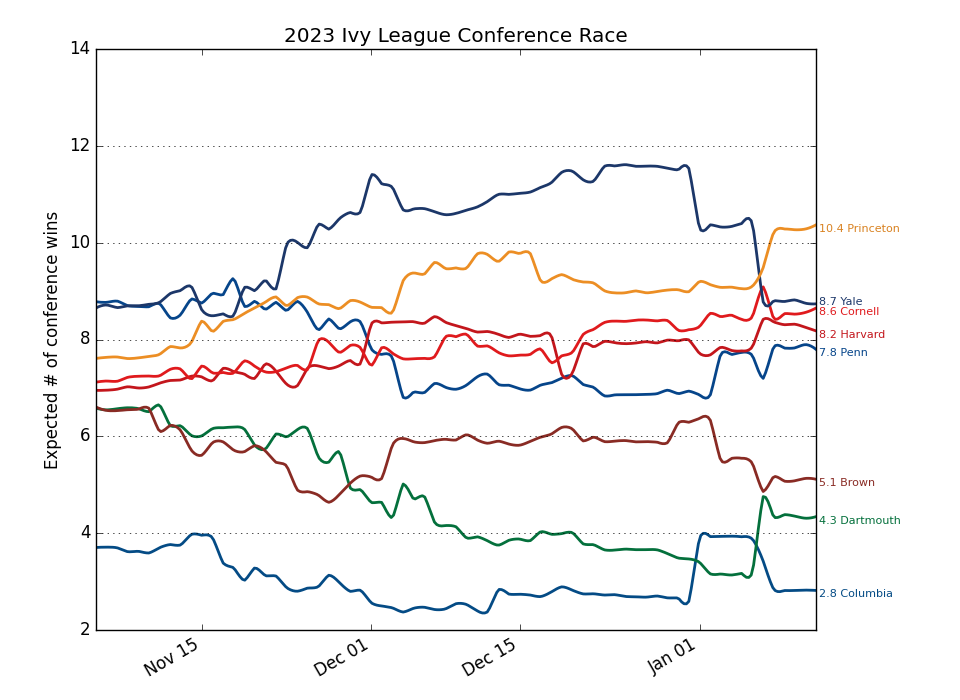 2023 Ivy League Conference Race
Expected # of conference wins
14
12
10
8
6
4
2
Nov 15
Dec 01
Dec 15
Jan 01
10.4 Princeton
8.7 Yale
8.6 Cornell
8.2 Harvard
7.8 Penn
5.1 Brown
4.3 Dartmouth
2.8 Columbia